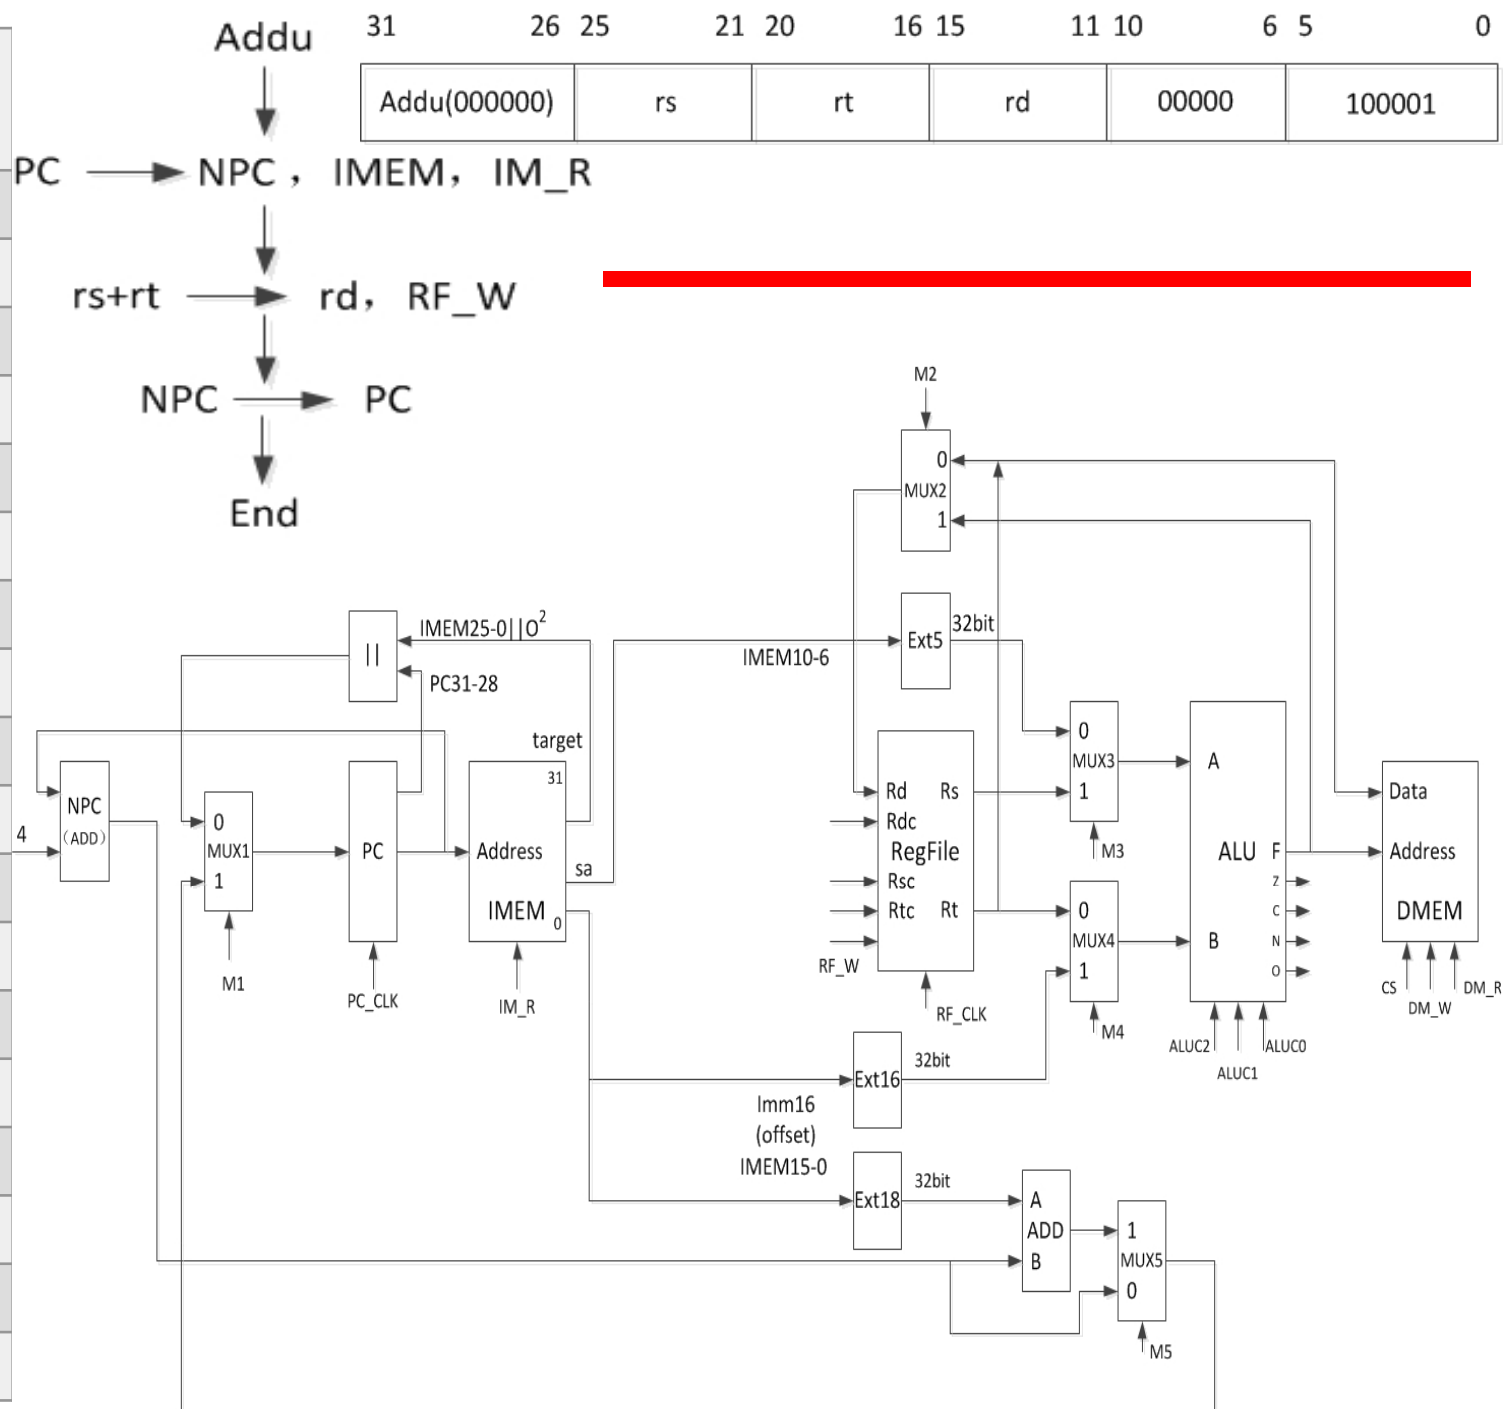 Addu
31 26 25 21 20 16 15 11 10 6 5 0
Addu(000000) rs rt rd 00000 100001
PC NPC， IMEM， IM_R
rs+rt rd， RF_W
NPC PC
End
M2
0
MUX2
1
IMEM25-0||0²
||
PC31-28
Ext5
32bit
IMEM10-6
target
NPC
（ADD）
4
0
MUX1
1
M1
PC
PC_CLK
31
Address
sa
IMEM
0
IM_R
Rd Rs
Rdc
RegFile
Rsc
Rtc Rt
RF_W
RF_CLK
0
MUX3
1
M3
0
MUX4
1
M4
A
ALU F
Z
C
B N
O
ALUC2
ALUC1
ALUC0
Data
Address
DMEM
CS
DM_W
DM_R
Ext16
32bit
Imm16
(offset)
IMEM15-0
Ext18
32bit
A
ADD
B
1
MUX5
0
M5